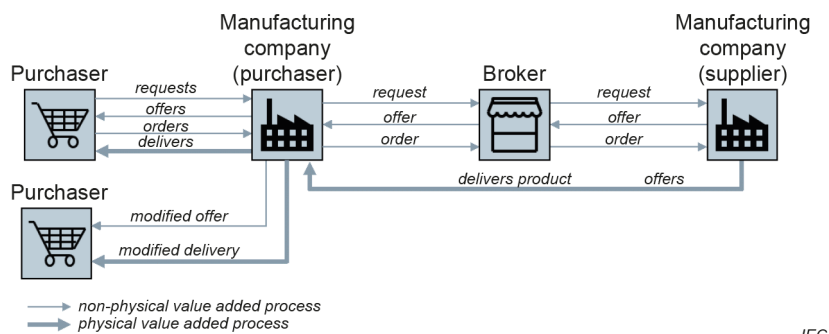 Manufacturing
company
(purchaser)
Manufacturing
company
(supplier)
Purchaser
Broker
requests
offers
orders
delivers
request
offer
order
request
offer
order
delivers product offers
Purchaser
modified offer
modified delivery
non-physical value added process
physical value added process
IEC